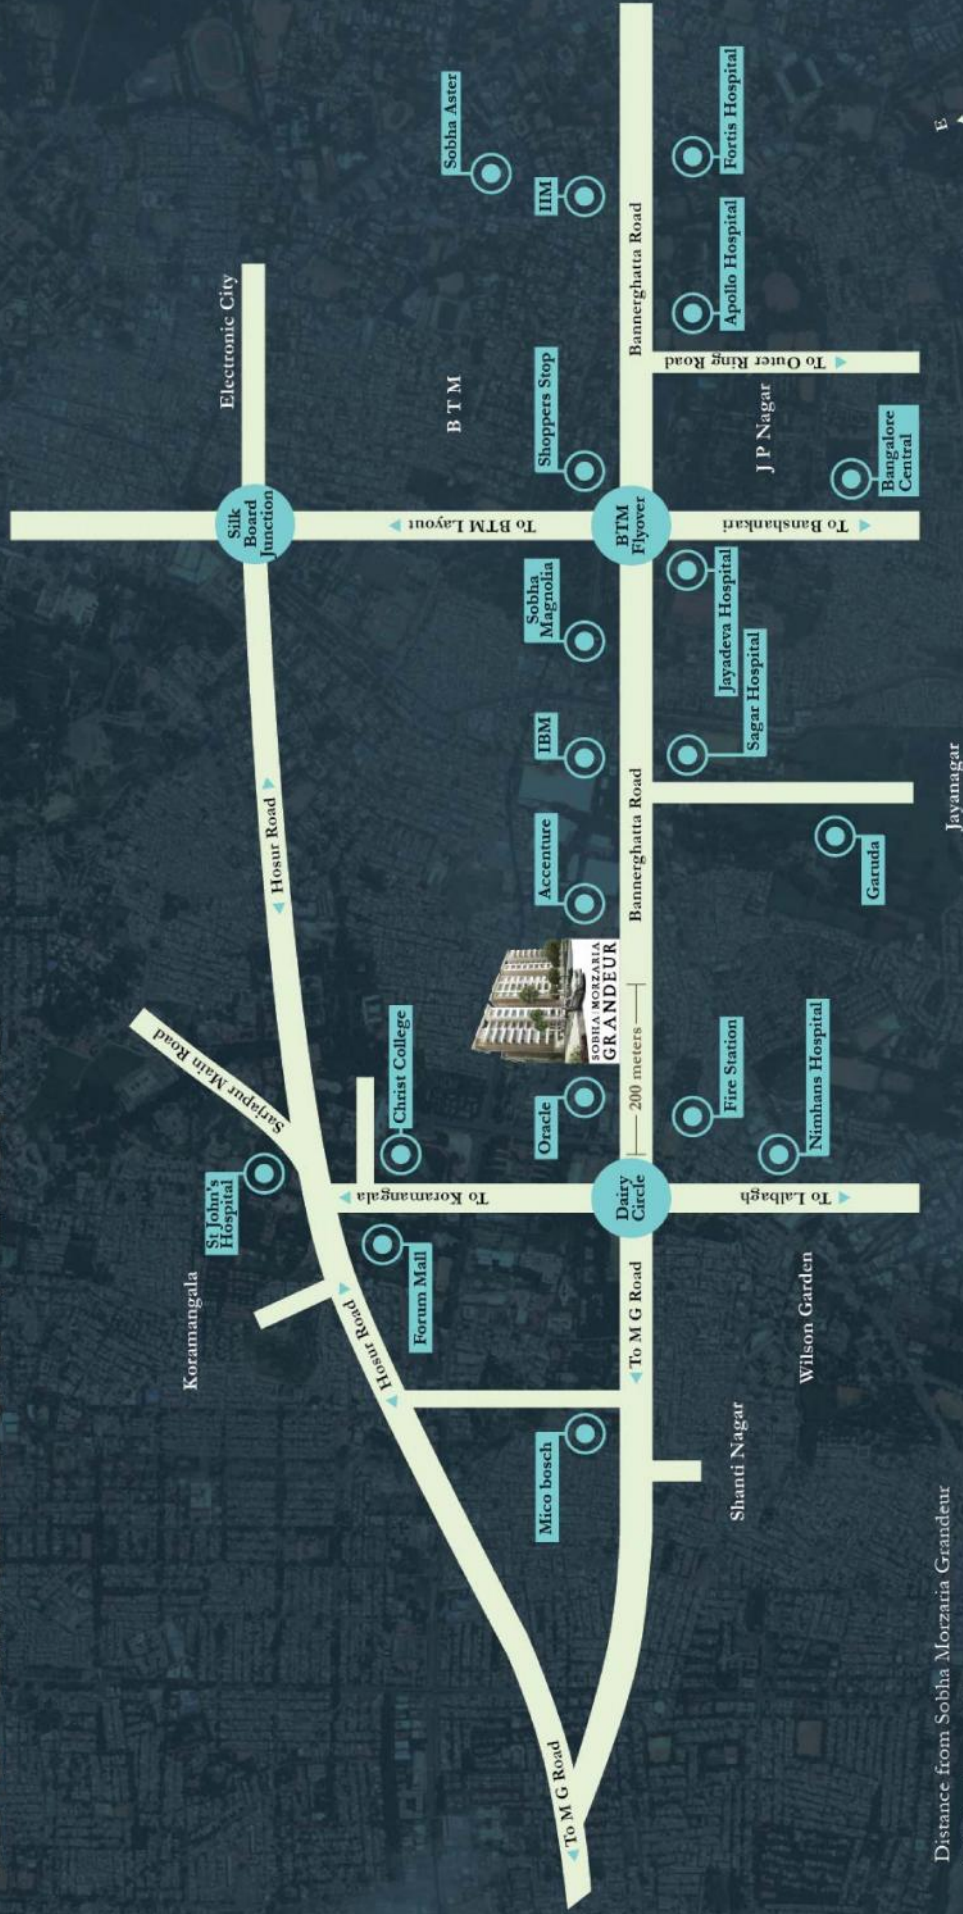 Koramangala
St John's
Hospital
Sarjapur Main Road
Hosur Road
Silk
Board
Junction
Electronic City
Hosur Road
Forum Mall
To Koramangala
Christ College
To BTM Layout
B T M
Sobha Aster
To M G Road
Mico bosch
Oracle
SOBHA MORZARIA
GRANDEUR
Accenture
IBM
Sobha
Magnolia
Shoppers Stop
IIM
To M G Road
Dairy
Circle
200 meters
Bannerghatta Road
BTM
Flyover
Bannerghatta Road
Shanti Nagar
Wilson Garden
To Lalbagh
Fire Station
Nimhans Hospital
Garuda
Sagar Hospital
Jayadeva Hospital
To Banshankari
Bangalore
Central
J P Nagar
To Outer Ring Road
Apollo Hospital
Fortis Hospital
Distance from Sobha Morzaria Grandeur
Jayanagar
E